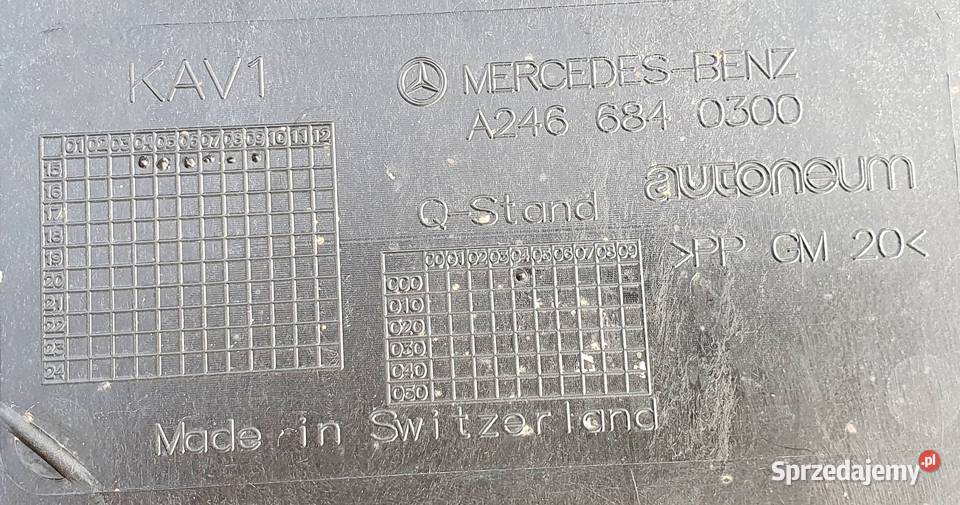 KAV1
MERCEDES-BENZ
A246 684 0300
01 02 03 04 05 06 07 08 09 10 11 12
15
16
17
18
19
20
21
22
23
24
autoneum
Q-Stand
>PP GM 20<
00 01 02 03 04 05 06 07 08 09
000
010
020
030
040
050
Made in Switzerland
Sprzedajemy.pl